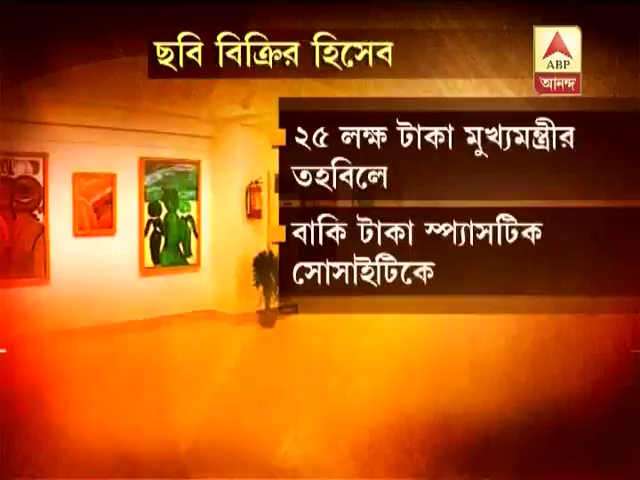 ছবি বিক্রির হিসেব
ABP
আনন্দ
২৫ লক্ষ টাকা মুখ্যমন্ত্রীর
তহবিলে
বাকি টাকা স্প্যাসটিক
সোসাইটিকে